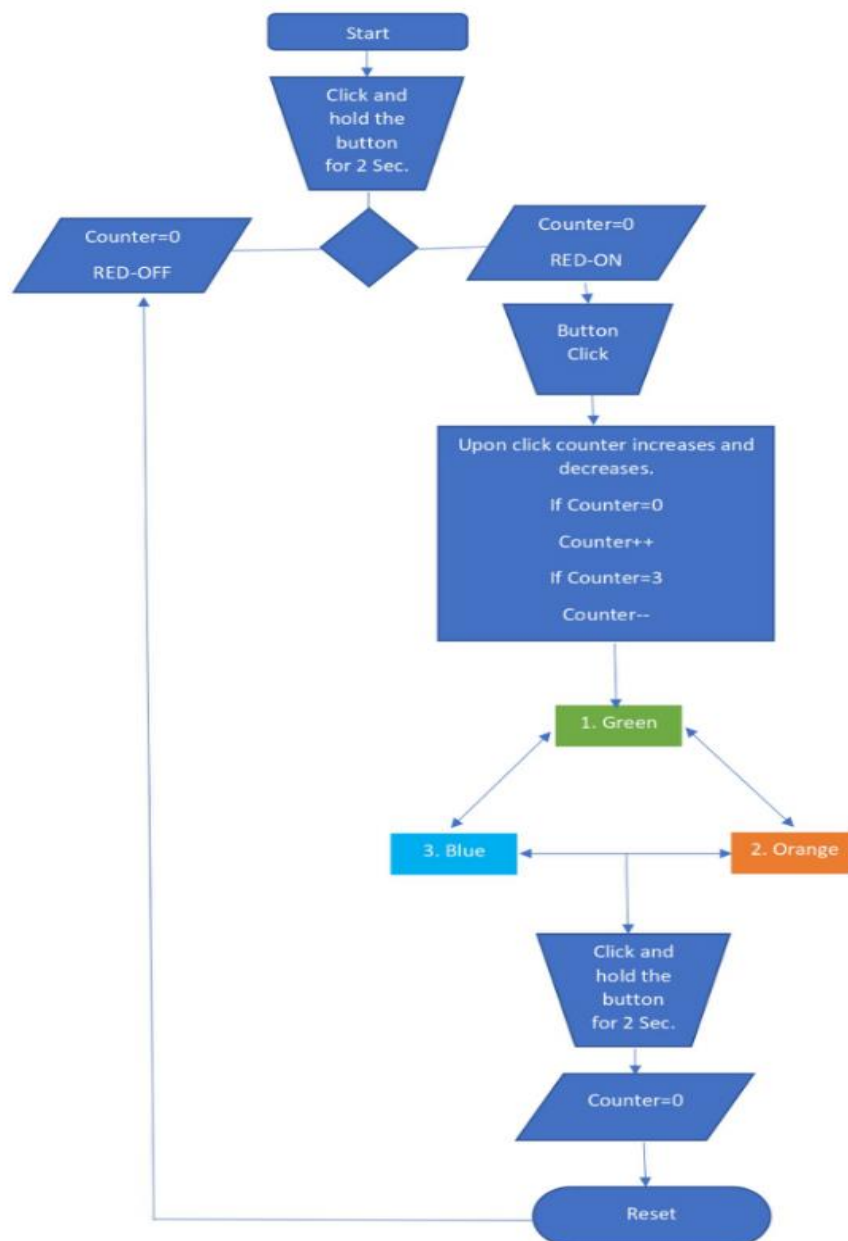 Start
Click and
hold the
button
for 2 Sec.
Counter=0
RED-OFF
Counter=0
RED-ON
Button
Click
Upon click counter increases and
decreases.
If Counter=0
Counter++
If Counter=3
Counter--
1. Green
3. Blue
2. Orange
Click and
hold the
button
for 2 Sec.
Counter=0
Reset